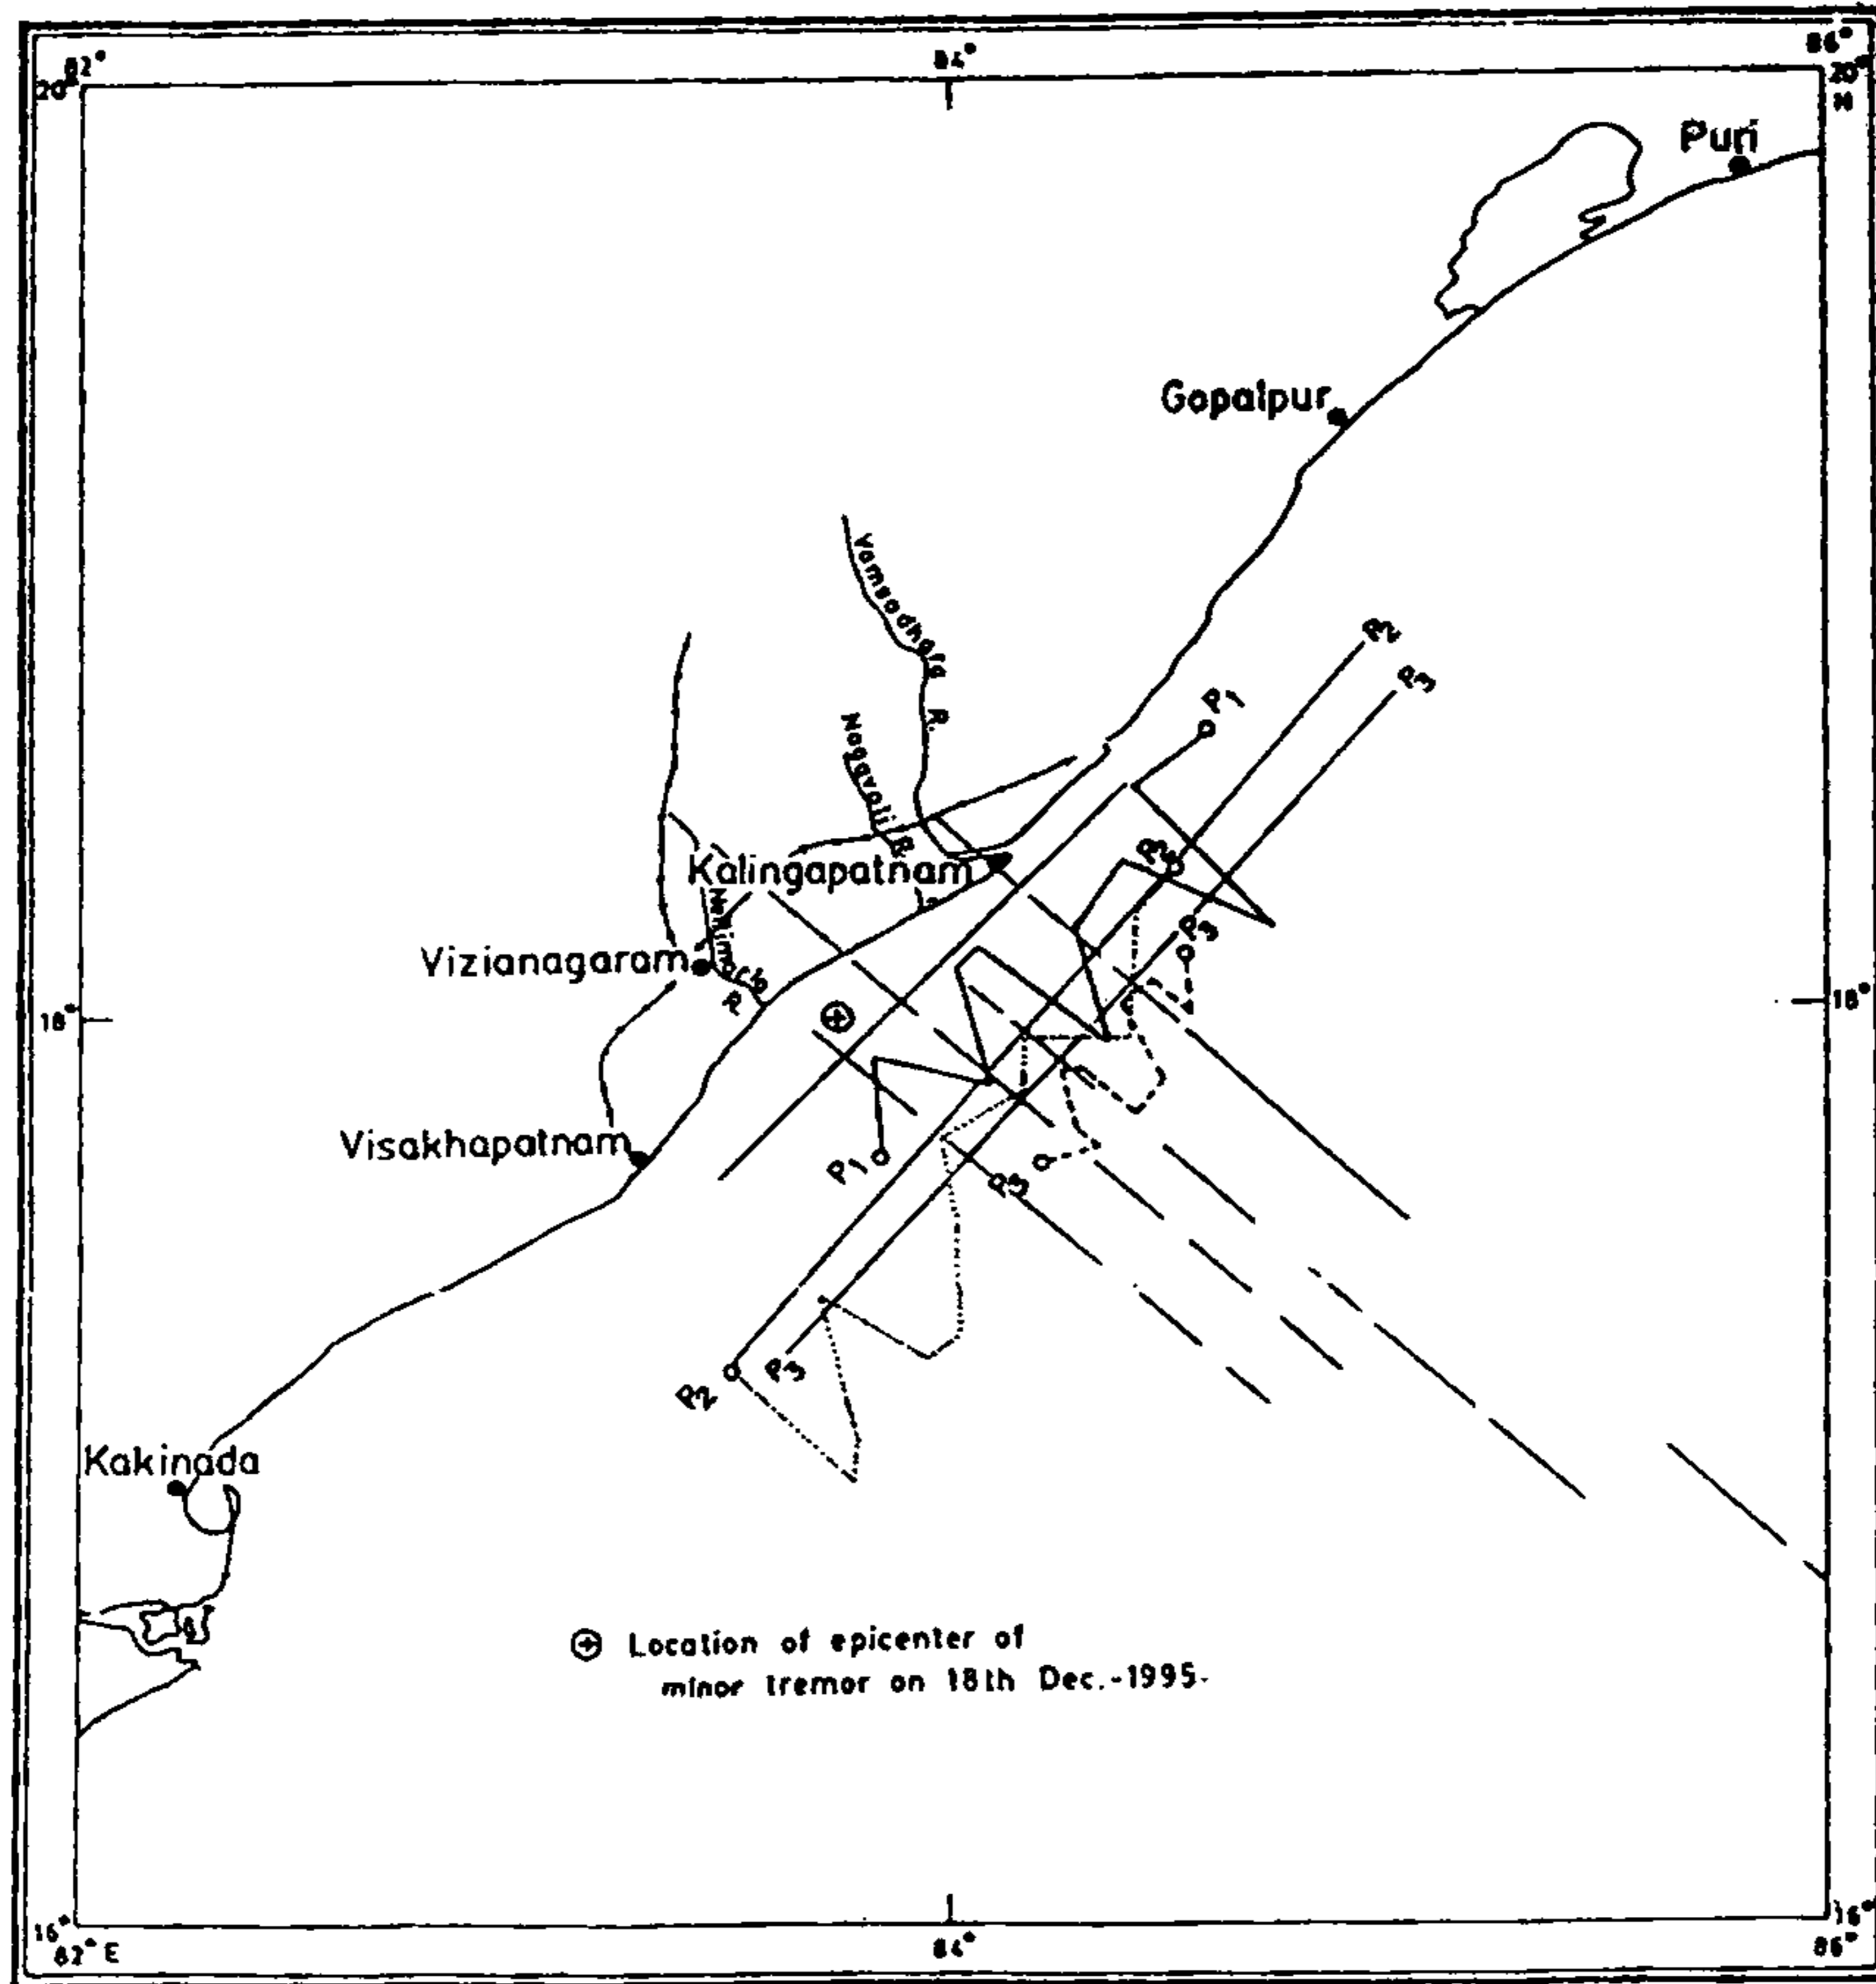 82°
84°
86°
20°
20°
N
Puri
Gopalpur
Vamsadhara R.
P2
P3
P1
Nagavali R.
P2
Kalingapatnam
P3
Vizianagaram
18°
18°
Visakhapatnam
P1
P3
P3
P2
Kakinada
⊕ Location of epicenter of
minor tremor on 18th Dec.-1995-
16°
16°
82° E
84°
86°